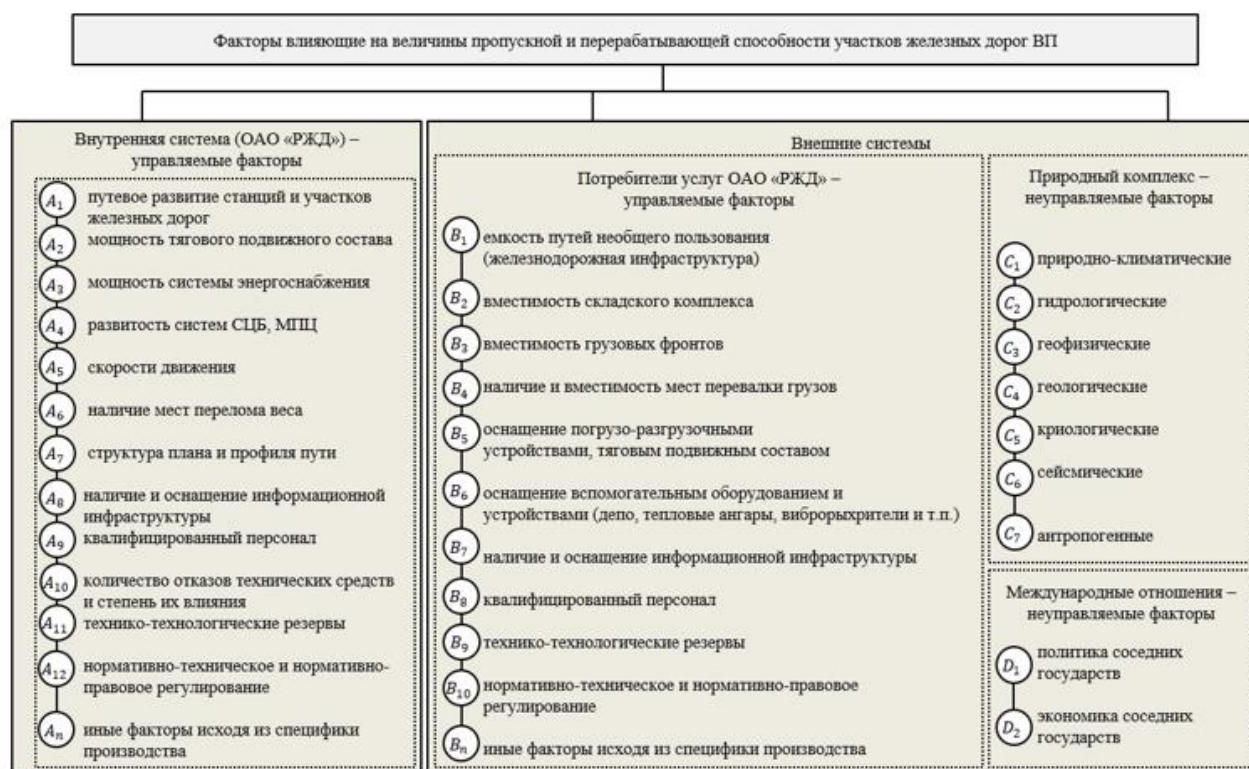 Факторы влияющие на величины пропускной и перерабатывающей способности участков железных дорог ВП
Внутренняя система (ОАО «РЖД») –
управляемые факторы
A1 путевое развитие станций и участков
железных дорог
A2 мощность тягового подвижного состава
A3 мощность системы энергоснабжения
A4 развитость систем СЦБ, МПЦ
A5 скорости движения
A6 наличие мест перелома веса
A7 структура плана и профиля пути
A8 наличие и оснащение информационной
инфраструктуры
A9 квалифицированный персонал
A10 количество отказов технических средств
и степень их влияния
A11 технико-технологические резервы
A12 нормативно-техническое и нормативно-
правовое регулирование
An иные факторы исходя из специфики
производства
Внешние системы
Потребители услуг ОАО «РЖД» –
управляемые факторы
B1 емкость путей необщего пользования
(железнодорожная инфраструктура)
B2 вместимость складского комплекса
B3 вместимость грузовых фронтов
B4 наличие и вместимость мест перевалки грузов
B5 оснащение погрузо-разгрузочными
устройствами, тяговым подвижным составом
B6 оснащение вспомогательным оборудованием и
устройствами (депо, тепловые ангары, виброрыхрители и т.п.)
B7 наличие и оснащение информационной инфраструктуры
B8 квалифицированный персонал
B9 технико-технологические резервы
B10 нормативно-техническое и нормативно-правовое
регулирование
Bn иные факторы исходя из специфики производства
Природный комплекс –
неуправляемые факторы
C1 природно-климатические
C2 гидрологические
C3 геофизические
C4 геологические
C5 криологические
C6 сейсмические
C7 антропогенные
Международные отношения –
неуправляемые факторы
D1 политика соседних
государств
D2 экономика соседних
государств